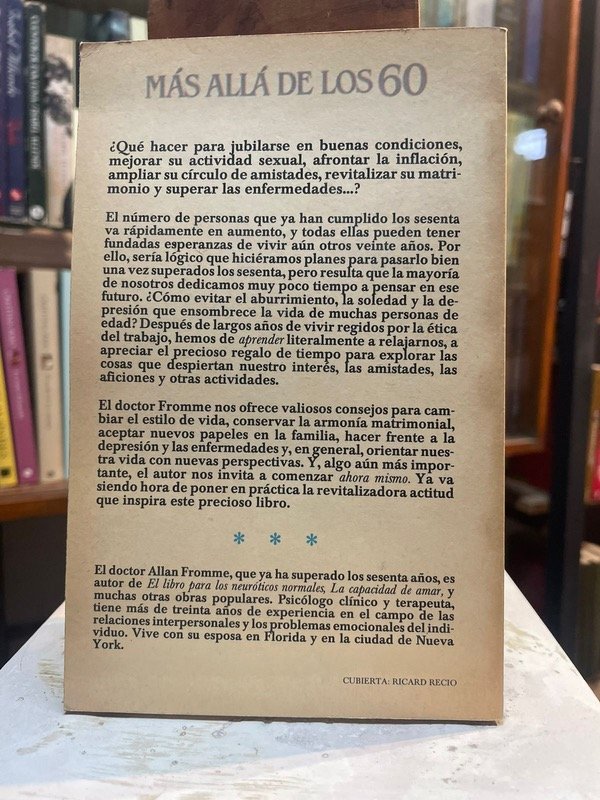 MÁS ALLÁ DE LOS 60
¿Qué hacer para jubilarse en buenas condiciones,
mejorar su actividad sexual, afrontar la inflación,
ampliar su círculo de amistades, revitalizar su matri-
monio y superar las enfermedades...?
El número de personas que ya han cumplido los sesenta
va rápidamente en aumento, y todas ellas pueden tener
fundadas esperanzas de vivir aún otros veinte años. Por
ello, sería lógico que hiciéramos planes para pasarlo bien
una vez superados los sesenta, pero resulta que la mayoría
de nosotros dedicamos muy poco tiempo a pensar en ese
futuro. ¿Cómo evitar el aburrimiento, la soledad y la de-
presión que ensombrece la vida de muchas personas de
edad? Después de largos años de vivir regidos por la ética
del trabajo, hemos de aprender literalmente a relajarnos, a
apreciar el precioso regalo de tiempo para explorar las
cosas que despiertan nuestro interés, las amistades, las
aficiones y otras actividades.
El doctor Fromme nos ofrece valiosos consejos para cam-
biar el estilo de vida, conservar la armonía matrimonial,
aceptar nuevos papeles en la familia, hacer frente a la
depresión y las enfermedades y, en general, orientar nues-
tra vida con nuevas perspectivas. Y, algo aún más impor-
tante, el autor nos invita a comenzar ahora mismo. Ya va
siendo hora de poner en práctica la revitalizadora actitud
que inspira este precioso libro.
* * *
El doctor Allan Fromme, que ya ha superado los sesenta años, es
autor de El libro para los neuróticos normales, La capacidad de amar, y
muchas otras obras populares. Psicólogo clínico y terapeuta,
tiene más de treinta años de experiencia en el campo de las
relaciones interpersonales y los problemas emocionales del indi-
viduo. Vive con su esposa en Florida y en la ciudad de Nueva
York.
CUBIERTA: RICARD RECIO